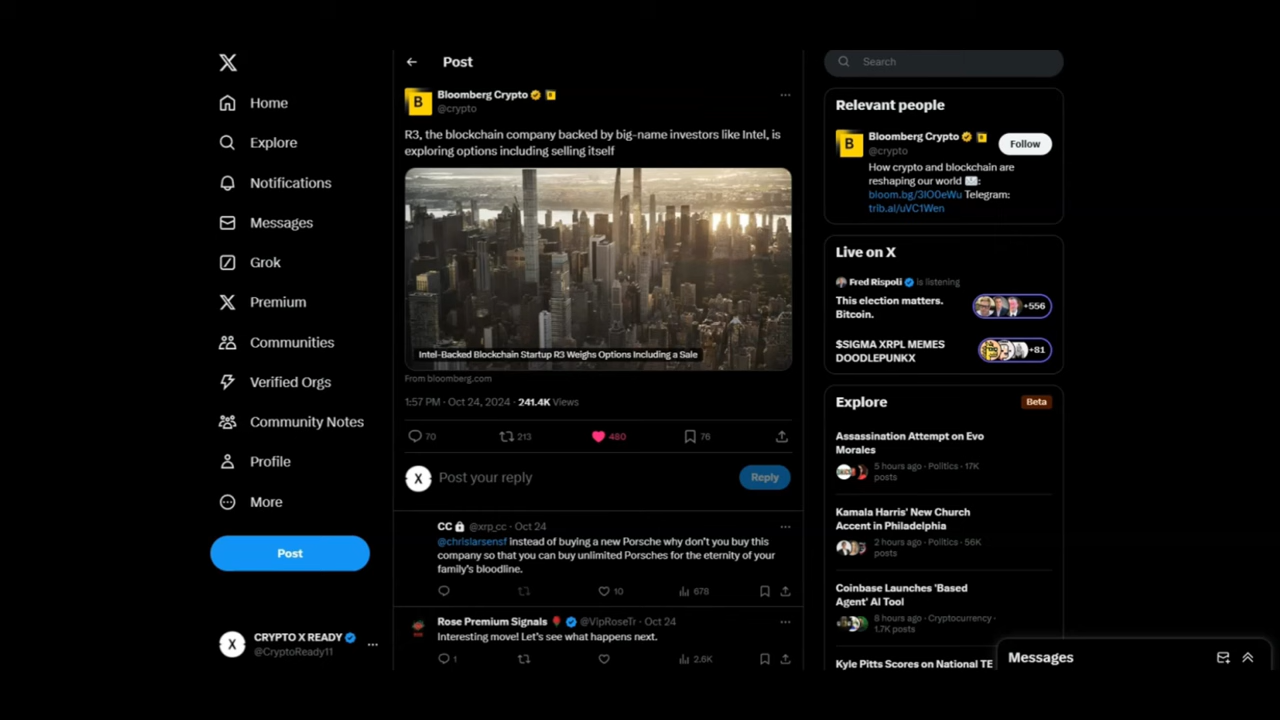 Home
Explore
Notifications
Messages
Grok
Premium
Communities
Verified Orgs
Community Notes
Profile
More
Post
CRYPTO X READY
@CryptoReady11
Post
Bloomberg Crypto
@crypto
R3, the blockchain company backed by big-name investors like Intel, is
exploring options including selling itself
Intel-Backed Blockchain Startup R3 Weighs Options Including a Sale
From bloomberg.com
1:57 PM · Oct 24, 2024 · 241.4K Views
70 213 480 76
Post your reply
Reply
CC @xrp_cc · Oct 24
@chrislarsensf instead of buying a new Porsche why don't you buy this
company so that you can buy unlimited Porsches for the eternity of your
family's bloodline.
10 678
Rose Premium Signals @VipRoseTr · Oct 24
Interesting move! Let's see what happens next.
1 2.6K
Search
Relevant people
Bloomberg Crypto
@crypto
Follow
How crypto and blockchain are
reshaping our world :
bloom.bg/3IO0eWu Telegram:
trib.al/uVC1Wen
Live on X
Fred Rispoli is listening
This election matters.
Bitcoin.
+556
$SIGMA XRPL MEMES
DOODLEPUNKX
+81
Explore
Beta
Assassination Attempt on Evo
Morales
5 hours ago · Politics · 17K
posts
Kamala Harris' New Church
Accent in Philadelphia
2 hours ago · Politics · 56K
posts
Coinbase Launches 'Based
Agent' AI Tool
8 hours ago · Cryptocurrency ·
1.7K posts
Kyle Pitts Scores on National TE
Messages